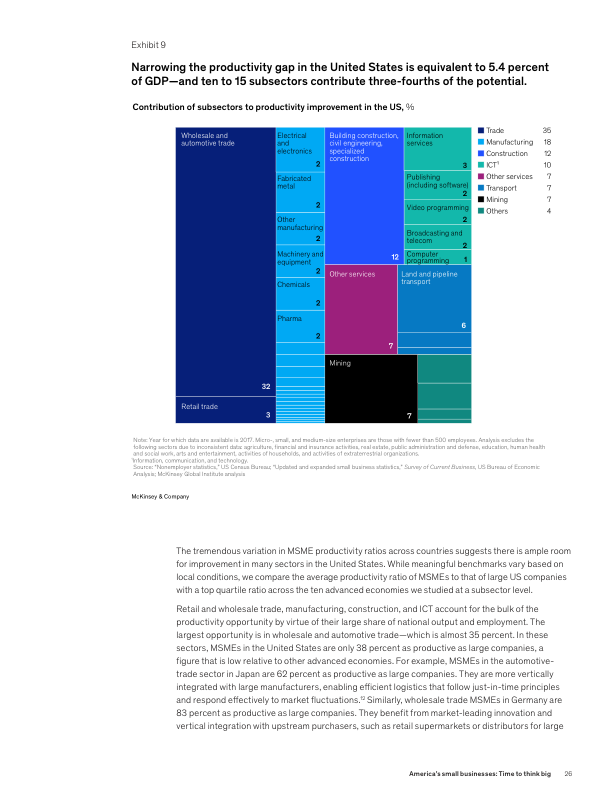 Exhibit 9
Narrowing the productivity gap in the United States is equivalent to 5.4 percent
of GDP—and ten to 15 subsectors contribute three-fourths of the potential.
Contribution of subsectors to productivity improvement in the US, %
Wholesale and
automotive trade
32
Retail trade
3
Electrical
and
electronics
2
Fabricated
metal
2
Other
manufacturing
2
Machinery and
equipment
2
Chemicals
2
Pharma
2
Building construction,
civil engineering,
specialized
construction
12
Information
services
3
Publishing
(including software)
2
Video programming
2
Broadcasting and
telecom
2
Computer
programming 1
Other services
7
Land and pipeline
transport
6
Mining
7
Trade 35
Manufacturing 18
Construction 12
ICT¹ 10
Other services 7
Transport 7
Mining 7
Others 4
Note: Year for which data are available is 2017. Micro-, small, and medium-size enterprises are those with fewer than 500 employees. Analysis excludes the
following sectors due to inconsistent data: agriculture, financial and insurance activities, real estate, public administration and defense, education, human health
and social work, arts and entertainment, activities of households, and activities of extraterrestrial organizations.
¹Information, communication, and technology.
Source: "Nonemployer statistics," US Census Bureau; "Updated and expanded small business statistics," Survey of Current Business, US Bureau of Economic
Analysis; McKinsey Global Institute analysis
McKinsey & Company
The tremendous variation in MSME productivity ratios across countries suggests there is ample room
for improvement in many sectors in the United States. While meaningful benchmarks vary based on
local conditions, we compare the average productivity ratio of MSMEs to that of large US companies
with a top quartile ratio across the ten advanced economies we studied at a subsector level.
Retail and wholesale trade, manufacturing, construction, and ICT account for the bulk of the
productivity opportunity by virtue of their large share of national output and employment. The
largest opportunity is in wholesale and automotive trade—which is almost 35 percent. In these
sectors, MSMEs in the United States are only 38 percent as productive as large companies, a
figure that is low relative to other advanced economies. For example, MSMEs in the automotive-
trade sector in Japan are 62 percent as productive as large companies. They are more vertically
integrated with large manufacturers, enabling efficient logistics that follow just-in-time principles
and respond effectively to market fluctuations.¹² Similarly, wholesale trade MSMEs in Germany are
83 percent as productive as large companies. They benefit from market-leading innovation and
vertical integration with upstream purchasers, such as retail supermarkets or distributors for large
America's small businesses: Time to think big 26